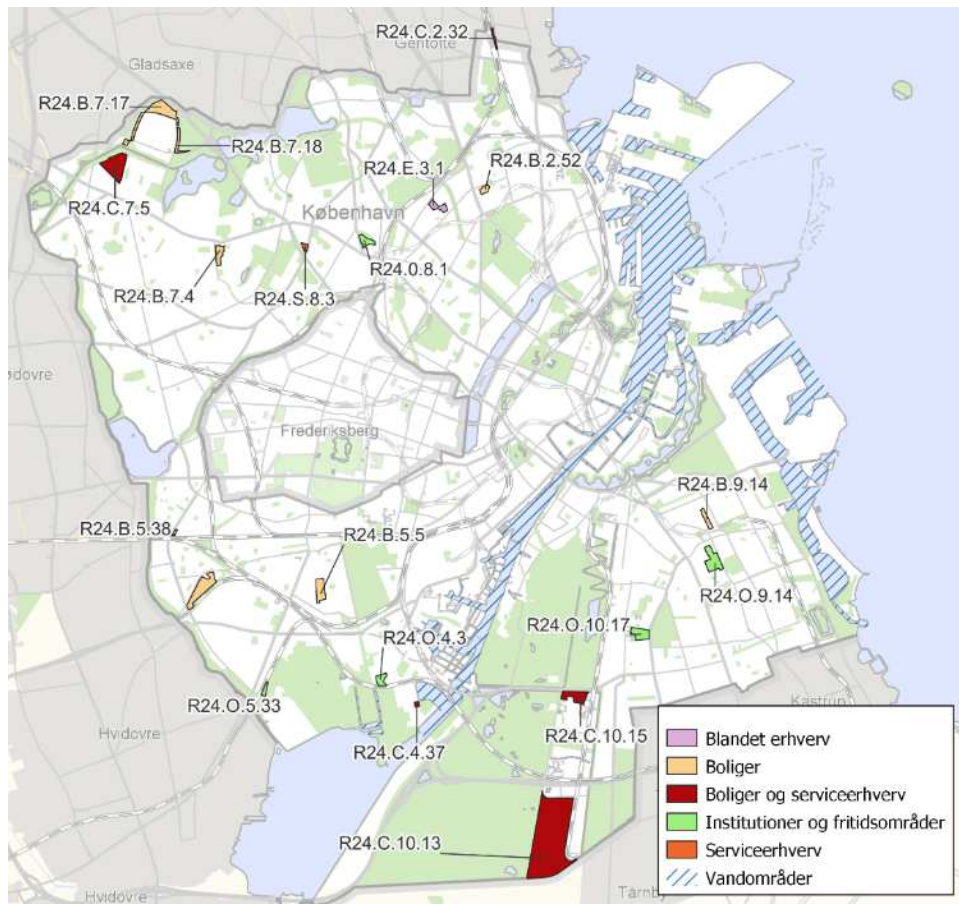 R24.C.2.32
Gentofte
Gladsaxe
R24.B.7.17
R24.B.7.18
R24.E.3.1
R24.B.2.52
R24.C.7.5
København
R24.0.8.1
R24.B.7.4
R24.S.8.3
ødovre
Frederiksberg
R24.B.9.14
R24.B.5.38
R24.B.5.5
R24.O.9.14
R24.O.10.17
R24.O.4.3
R24.O.5.33
Kastrup
Hvidovre
R24.C.10.15
R24.C.4.37
R24.C.10.13
Hvidovre
Tårnby
Blandet erhverv
Boliger
Boliger og serviceerhverv
Institutioner og fritidsområder
Serviceerhverv
Vandområder